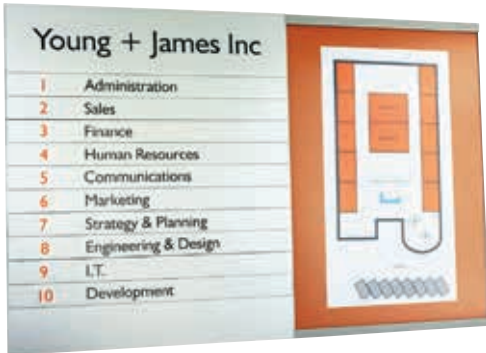 Young + James Inc
1 Administration
2 Sales
3 Finance
4 Human Resources
5 Communications
6 Marketing
7 Strategy & Planning
8 Engineering & Design
9 I.T.
10 Development